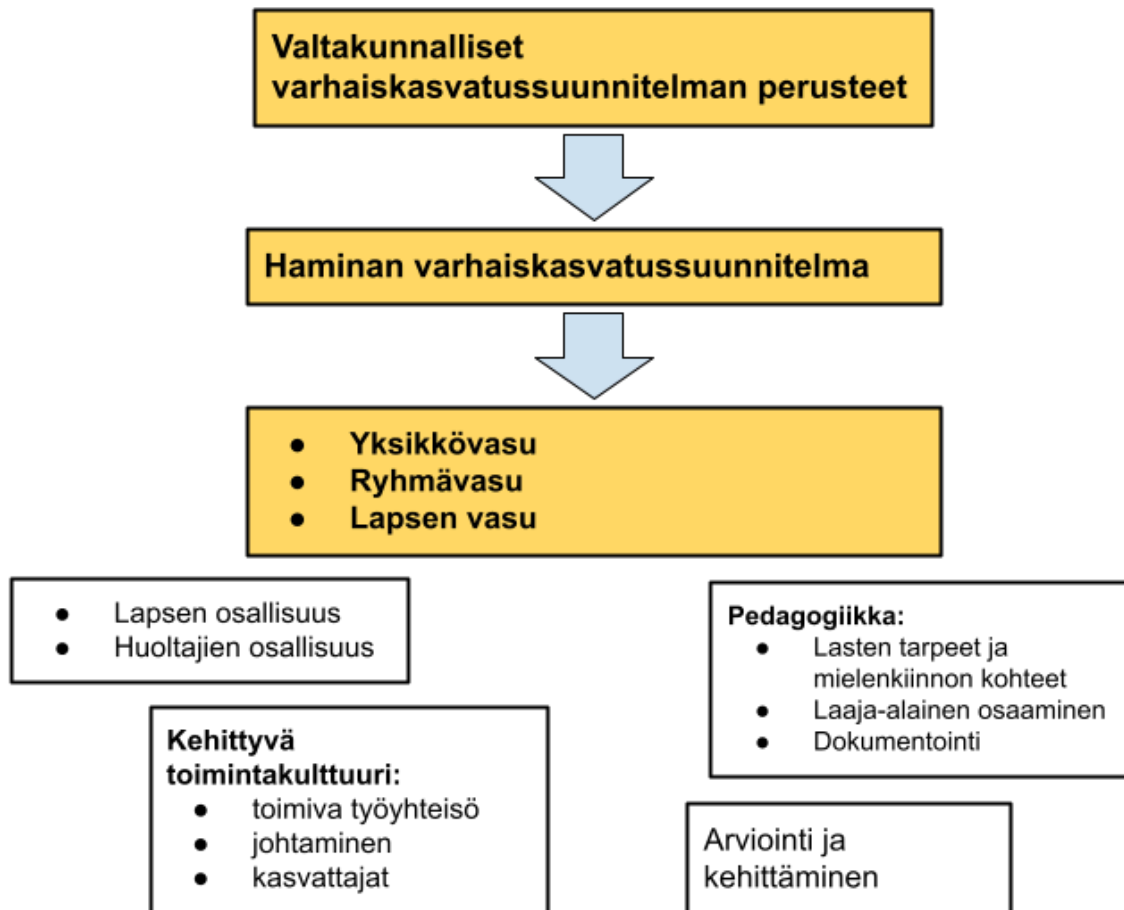 Valtakunnalliset
varhaiskasvatussuunnitelman perusteet
Haminan varhaiskasvatussuunnitelma
● Yksikkövasu
● Ryhmävasu
● Lapsen vasu
● Lapsen osallisuus
● Huoltajien osallisuus
Pedagogiikka:
● Lasten tarpeet ja
mielenkiinnon kohteet
● Laaja-alainen osaaminen
● Dokumentointi
Kehittyvä
toimintakulttuuri:
● toimiva työyhteisö
● johtaminen
● kasvattajat
Arviointi ja
kehittäminen